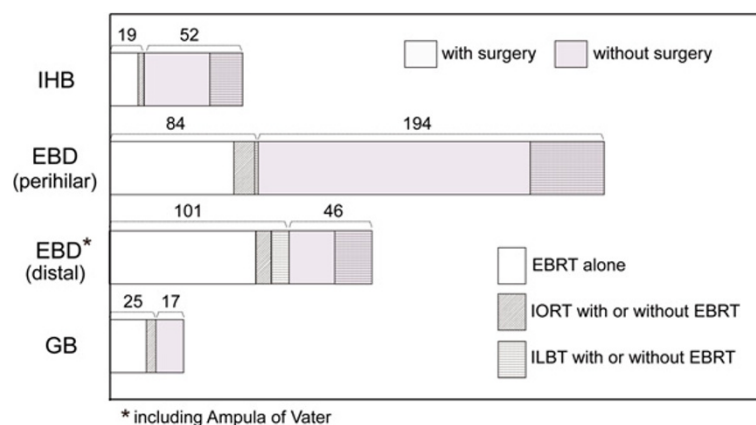 19 52
with surgery without surgery
IHB
84 194
EBD
(perihilar)
101 46
EBD*
(distal)
EBRT alone
25 17
IORT with or without EBRT
GB
ILBT with or without EBRT
* including Ampula of Vater